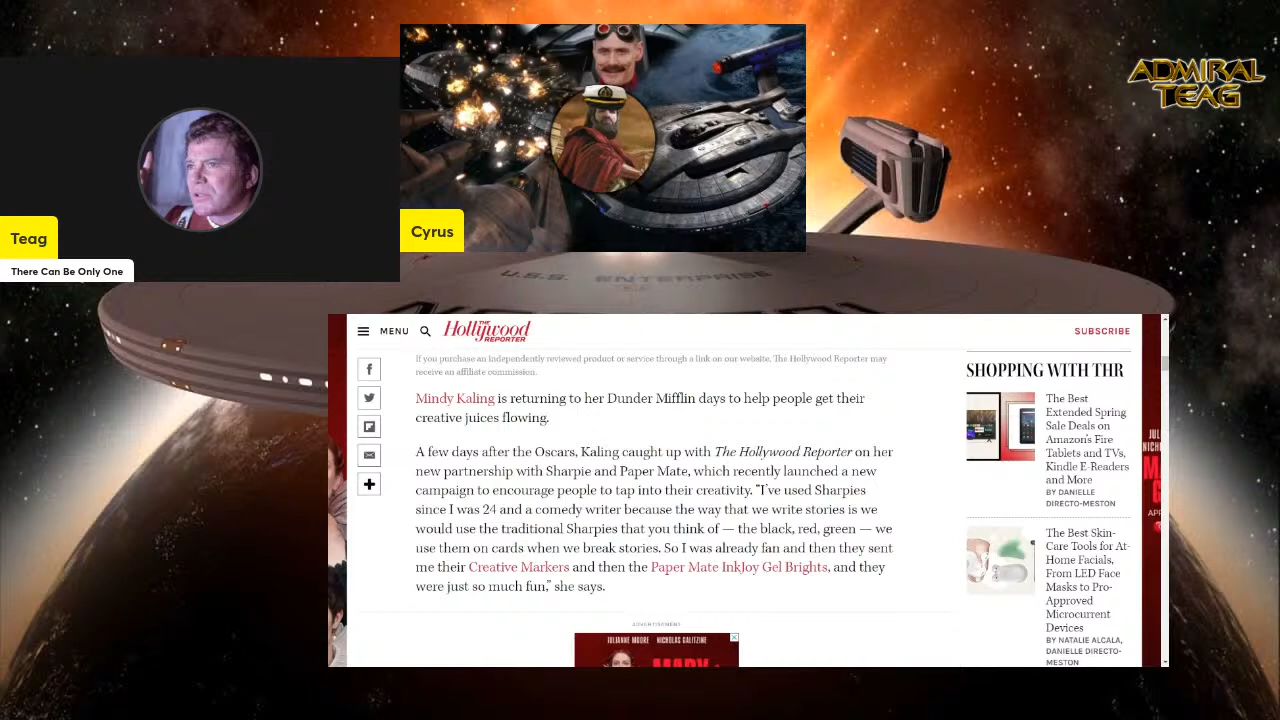 ADMIRAL
TEAG
Teag
There Can Be Only One
Cyrus
U.S.S. ENTERPRISE
MENU
THE
Hollywood
REPORTER
SUBSCRIBE
If you purchase an independently reviewed product or service through a link on our website, The Hollywood Reporter may
receive an affiliate commission.
Mindy Kaling is returning to her Dunder Mifflin days to help people get their
creative juices flowing.
A few days after the Oscars, Kaling caught up with The Hollywood Reporter on her
new partnership with Sharpie and Paper Mate, which recently launched a new
campaign to encourage people to tap into their creativity. “I’ve used Sharpies
since I was 24 and a comedy writer because the way that we write stories is we
would use the traditional Sharpies that you think of — the black, red, green — we
use them on cards when we break stories. So I was already fan and then they sent
me their Creative Markers and then the Paper Mate InkJoy Gel Brights, and they
were just so much fun,” she says.
ADVERTISEMENT
JULIANNE MOORE NICHOLAS GALITZINE
MARY
SHOPPING WITH THR
The Best
Extended Spring
Sale Deals on
Amazon's Fire
Tablets and TVs,
Kindle E-Readers
and More
BY DANIELLE
DIRECTO-MESTON
The Best Skin-
Care Tools for At-
Home Facials,
From LED Face
Masks to Pro-
Approved
Microcurrent
Devices
BY NATALIE ALCALA,
DANIELLE DIRECTO-
MESTON